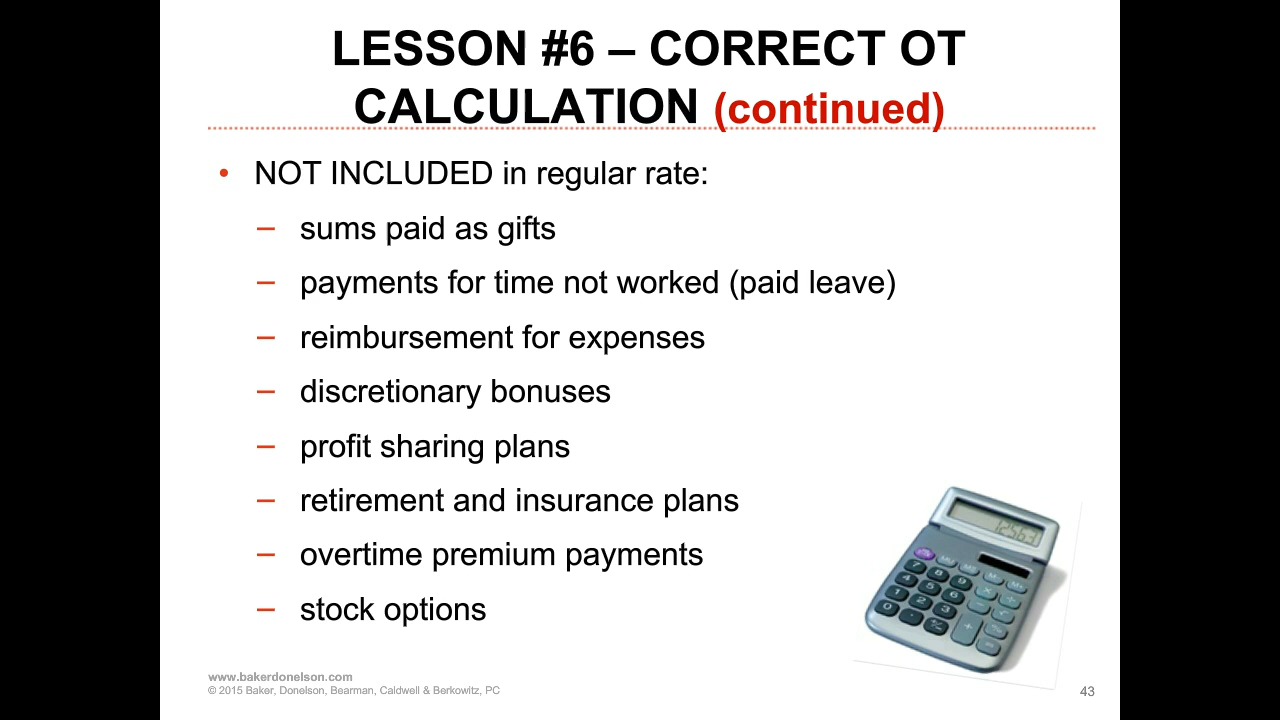 LESSON #6 – CORRECT OT
CALCULATION (continued)
• NOT INCLUDED in regular rate:
– sums paid as gifts
– payments for time not worked (paid leave)
– reimbursement for expenses
– discretionary bonuses
– profit sharing plans
– retirement and insurance plans
– overtime premium payments
– stock options
www.bakerdonelson.com
© 2015 Baker, Donelson, Bearman, Caldwell & Berkowitz, PC
43